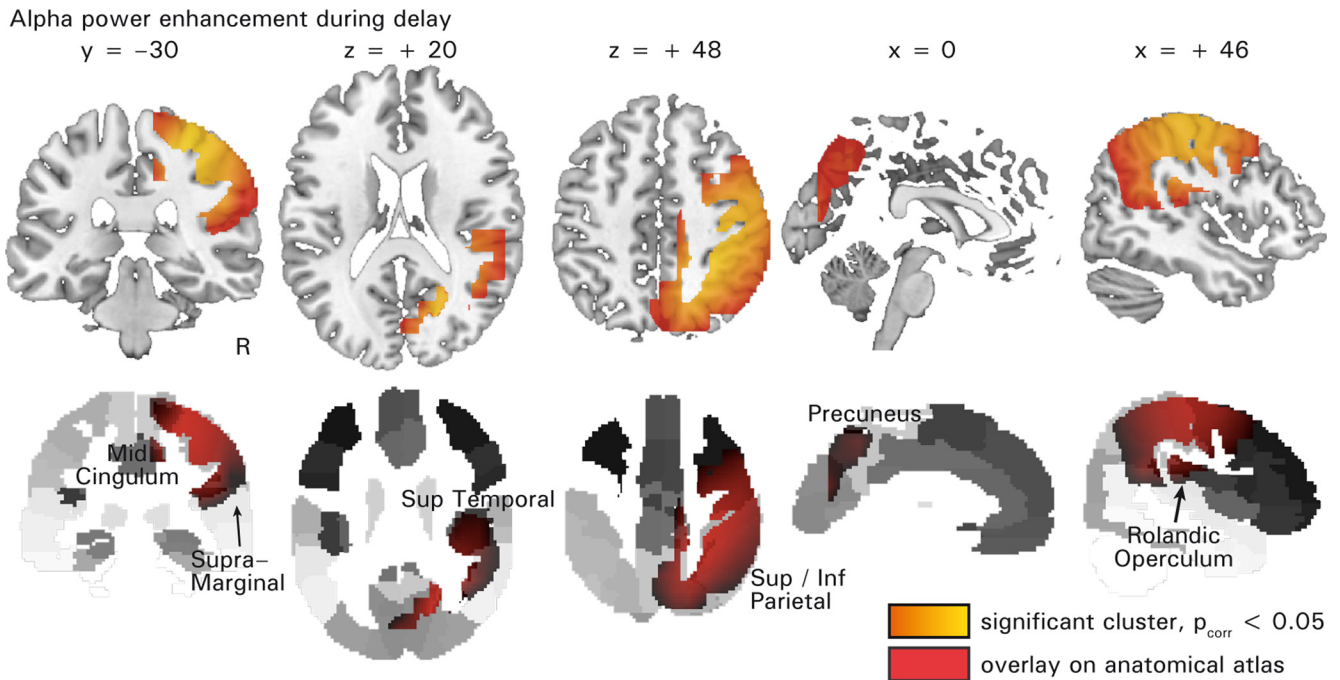 Alpha power enhancement during delay
y = −30
z = + 20
z = + 48
x = 0
x = + 46
R
Mid
Cingulum
Supra−
Marginal
Sup Temporal
Sup / Inf
Parietal
Precuneus
Rolandic
Operculum
significant cluster, p_corr < 0.05
overlay on anatomical atlas